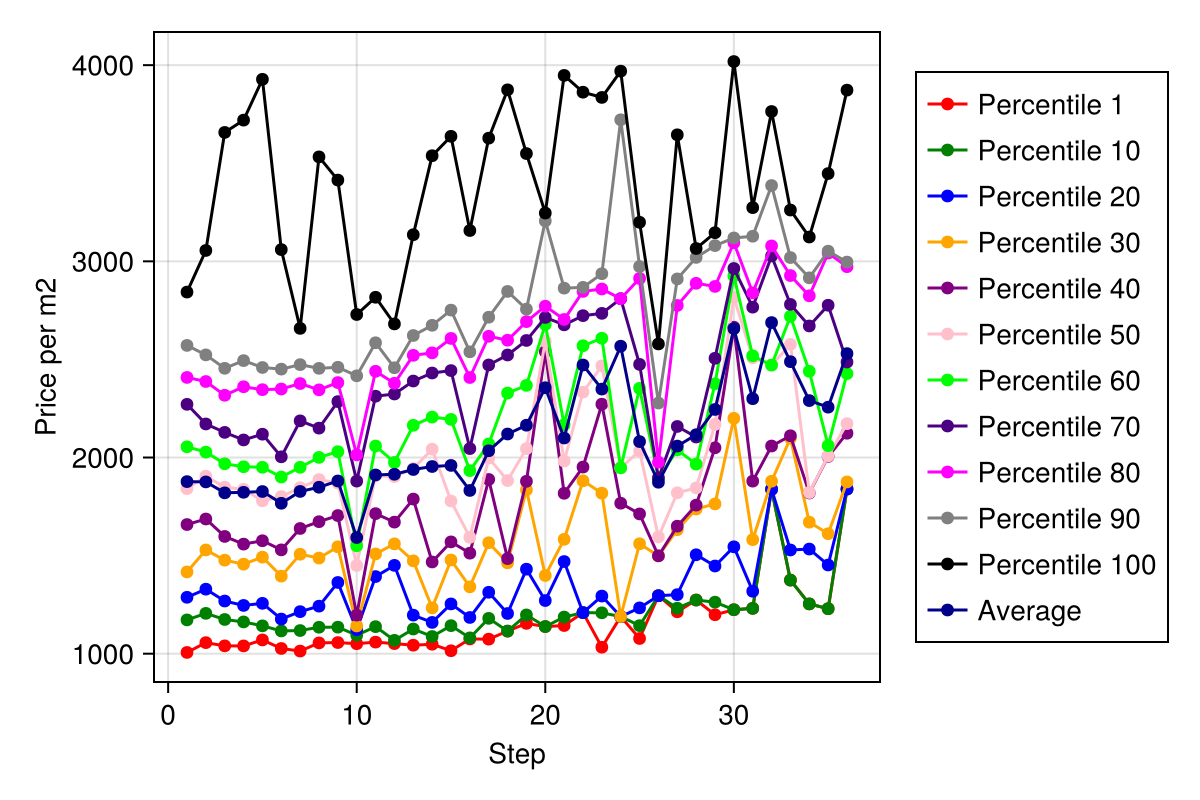 4000
3000
2000
1000
Price per m2
0 10 20 30
Step
Percentile 1
Percentile 10
Percentile 20
Percentile 30
Percentile 40
Percentile 50
Percentile 60
Percentile 70
Percentile 80
Percentile 90
Percentile 100
Average